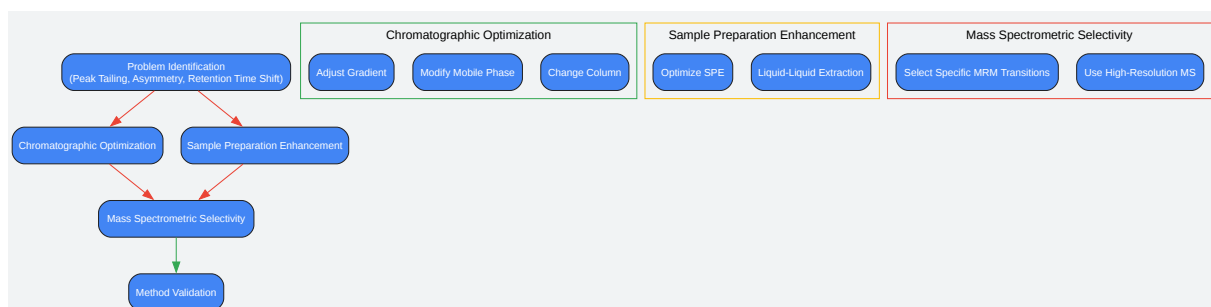 Problem Identification
(Peak Tailing, Asymmetry, Retention Time Shift)
Chromatographic Optimization
Sample Preparation Enhancement
Mass Spectrometric Selectivity
Method Validation
Chromatographic Optimization
Adjust Gradient
Modify Mobile Phase
Change Column
Sample Preparation Enhancement
Optimize SPE
Liquid-Liquid Extraction
Mass Spectrometric Selectivity
Select Specific MRM Transitions
Use High-Resolution MS